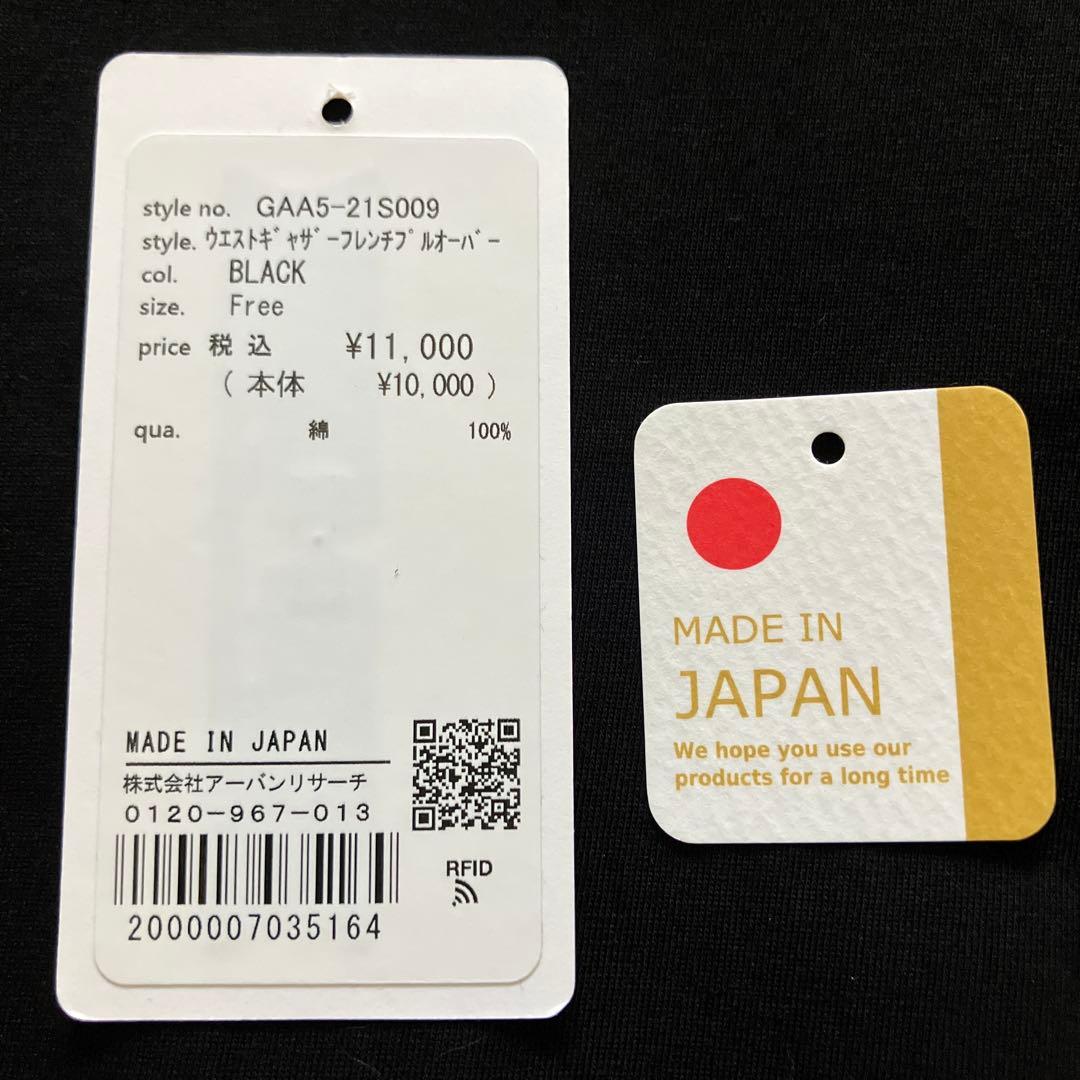 style no. GAA5-21S009
style. ｳｴｽﾄｷﾞｬｻﾞｰﾌﾚﾝﾁﾌﾟﾙｵｰﾊﾞｰ
col. BLACK
size. Free
price 税込 ¥11,000
( 本体 ¥10,000 )
qua. 綿 100%
MADE IN JAPAN
株式会社アーバンリサーチ
0120-967-013
RFID
2000007035164
MADE IN
JAPAN
We hope you use our
products for a long time